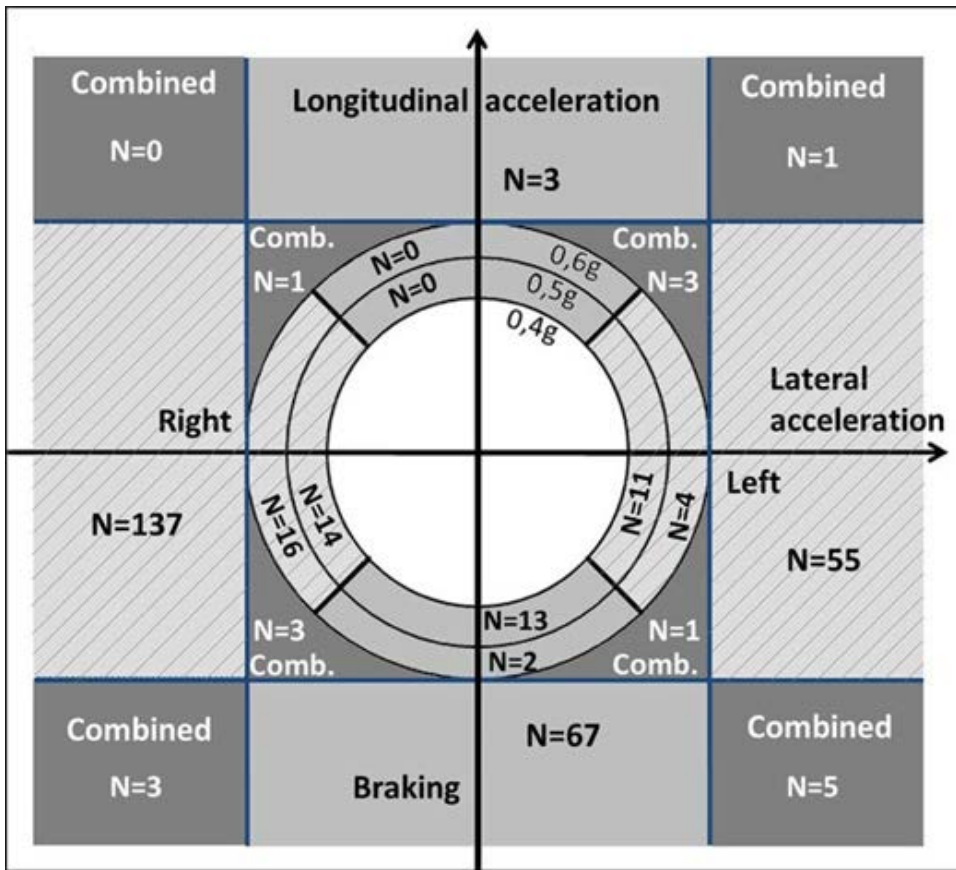 Combined
N=0
Longitudinal acceleration
N=3
Combined
N=1
Comb.
N=1
N=0
N=0
0,6g
0,5g
0,4g
Comb.
N=3
Right
Lateral
acceleration
Left
N=137
N=16
N=14
N=11
N=4
N=55
N=3
Comb.
N=13
N=2
N=1
Comb.
Combined
N=3
Braking
N=67
Combined
N=5